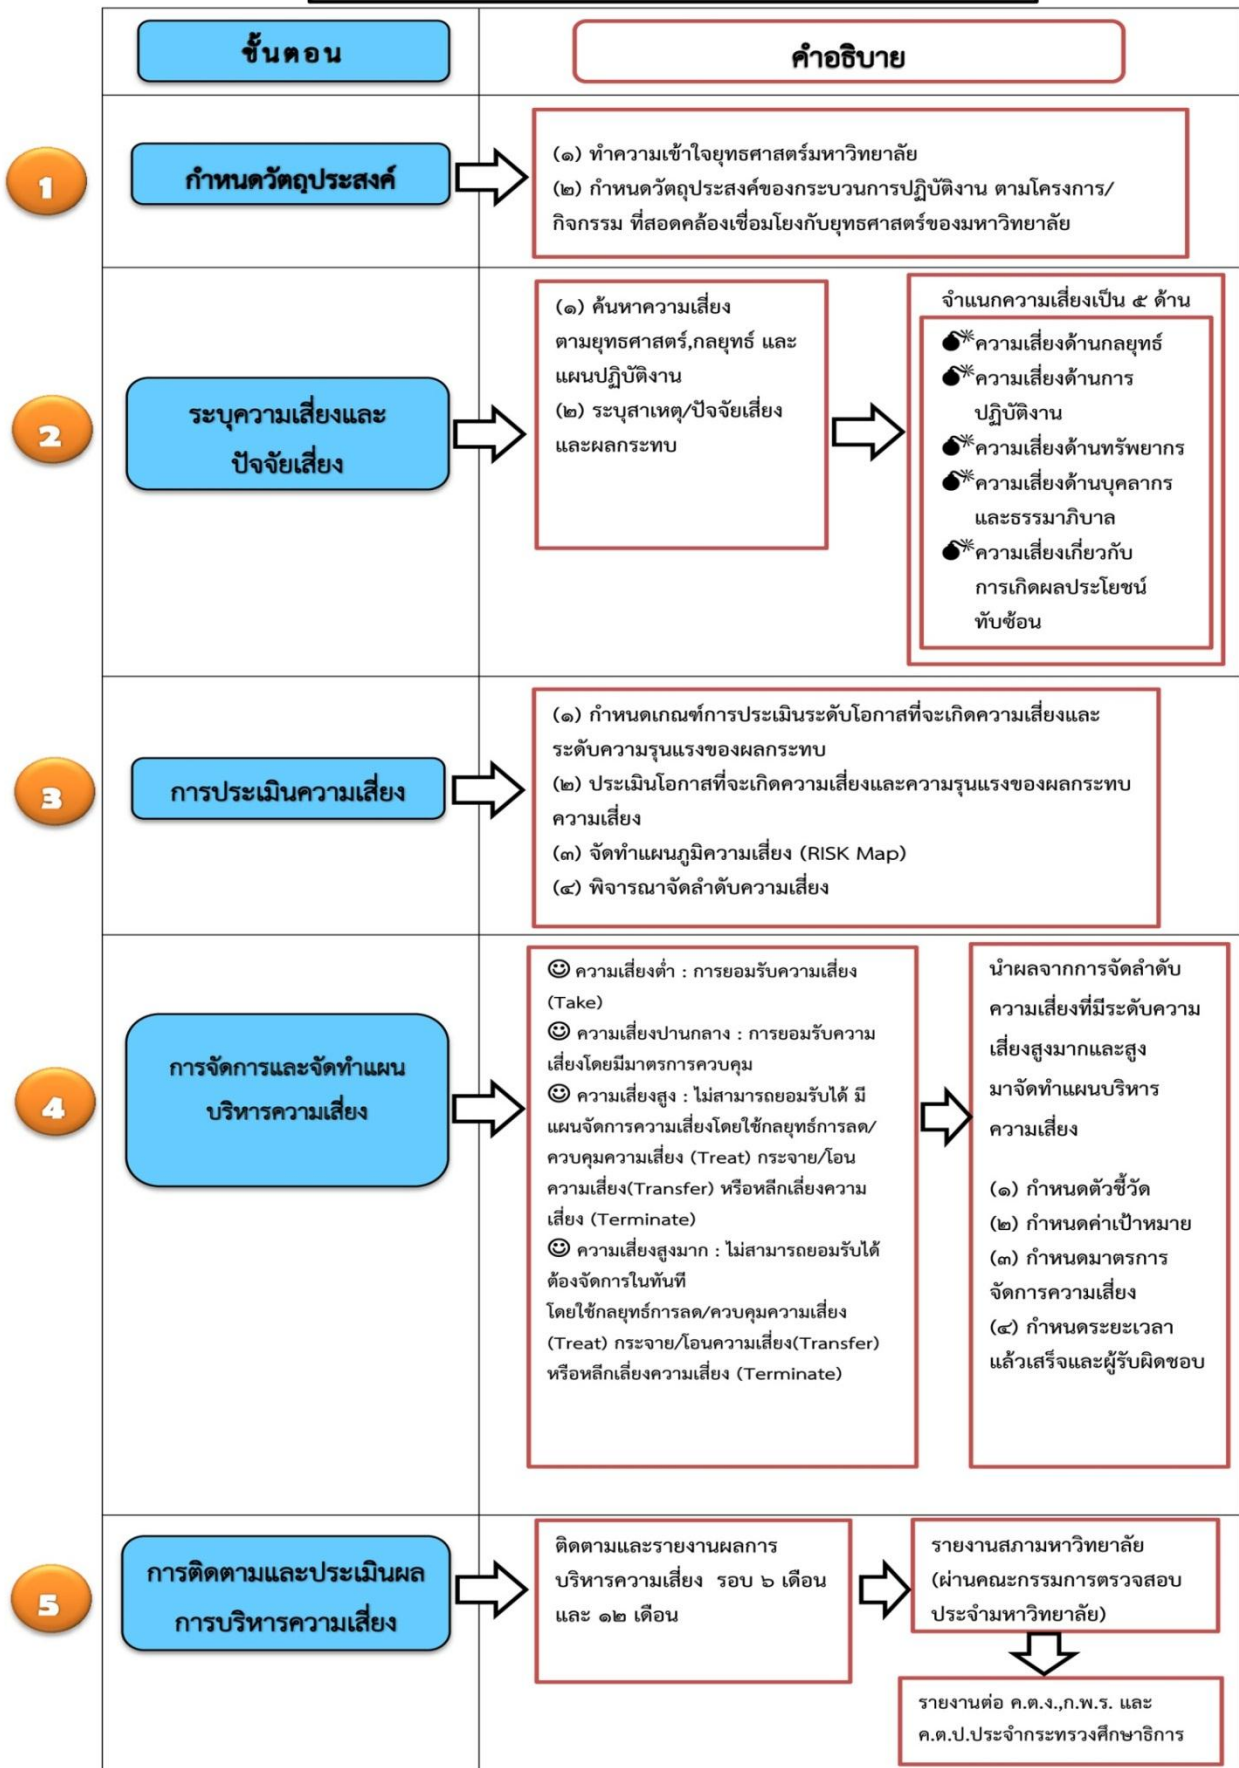 ขั้นตอน
คำอธิบาย
1
กำหนดวัตถุประสงค์
(๑) ทำความเข้าใจยุทธศาสตร์มหาวิทยาลัย
(๒) กำหนดวัตถุประสงค์ของกระบวนการปฏิบัติงาน ตามโครงการ/
กิจกรรม ที่สอดคล้องเชื่อมโยงกับยุทธศาสตร์ของมหาวิทยาลัย
2
ระบุความเสี่ยงและ
ปัจจัยเสี่ยง
(๑) ค้นหาความเสี่ยง
ตามยุทธศาสตร์,กลยุทธ์ และ
แผนปฏิบัติงาน
(๒) ระบุสาเหตุ/ปัจจัยเสี่ยง
และผลกระทบ
จำแนกความเสี่ยงเป็น ๕ ด้าน
ความเสี่ยงด้านกลยุทธ์
ความเสี่ยงด้านการ
ปฏิบัติงาน
ความเสี่ยงด้านทรัพยากร
ความเสี่ยงด้านบุคลากร
และธรรมาภิบาล
ความเสี่ยงเกี่ยวกับ
การเกิดผลประโยชน์
ทับซ้อน
3
การประเมินความเสี่ยง
(๑) กำหนดเกณฑ์การประเมินระดับโอกาสที่จะเกิดความเสี่ยงและ
ระดับความรุนแรงของผลกระทบ
(๒) ประเมินโอกาสที่จะเกิดความเสี่ยงและความรุนแรงของผลกระทบ
ความเสี่ยง
(๓) จัดทำแผนภูมิความเสี่ยง (RISK Map)
(๔) พิจารณาจัดลำดับความเสี่ยง
4
การจัดการและจัดทำแผน
บริหารความเสี่ยง
☺ ความเสี่ยงต่ำ : การยอมรับความเสี่ยง
(Take)
☺ ความเสี่ยงปานกลาง : การยอมรับความ
เสี่ยงโดยมีมาตรการควบคุม
☺ ความเสี่ยงสูง : ไม่สามารถยอมรับได้ มี
แผนจัดการความเสี่ยงโดยใช้กลยุทธ์การลด/
ควบคุมความเสี่ยง (Treat) กระจาย/โอน
ความเสี่ยง(Transfer) หรือหลีกเลี่ยงความ
เสี่ยง (Terminate)
☺ ความเสี่ยงสูงมาก : ไม่สามารถยอมรับได้
ต้องจัดการในทันที
โดยใช้กลยุทธ์การลด/ควบคุมความเสี่ยง
(Treat) กระจาย/โอนความเสี่ยง(Transfer)
หรือหลีกเลี่ยงความเสี่ยง (Terminate)
นำผลจากการจัดลำดับ
ความเสี่ยงที่มีระดับความ
เสี่ยงสูงมากและสูง
มาจัดทำแผนบริหาร
ความเสี่ยง
(๑) กำหนดตัวชี้วัด
(๒) กำหนดค่าเป้าหมาย
(๓) กำหนดมาตรการ
จัดการความเสี่ยง
(๔) กำหนดระยะเวลา
แล้วเสร็จและผู้รับผิดชอบ
5
การติดตามและประเมินผล
การบริหารความเสี่ยง
ติดตามและรายงานผลการ
บริหารความเสี่ยง รอบ ๖ เดือน
และ ๑๒ เดือน
รายงานสภามหาวิทยาลัย
(ผ่านคณะกรรมการตรวจสอบ
ประจำมหาวิทยาลัย)
รายงานต่อ ค.ต.ง.,ก.พ.ร. และ
ค.ต.ป.ประจำกระทรวงศึกษาธิการ